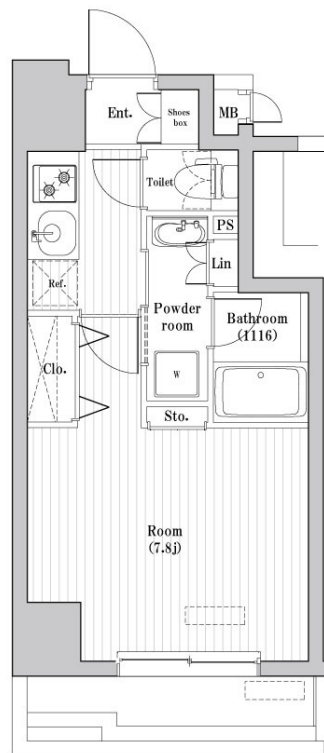 Ent.
Shoes
box
MB
Toilet
PS
Lin
Ref.
Powder
room
Bathroom
(1116)
Clo.
W
Sto.
Room
(7.8j)